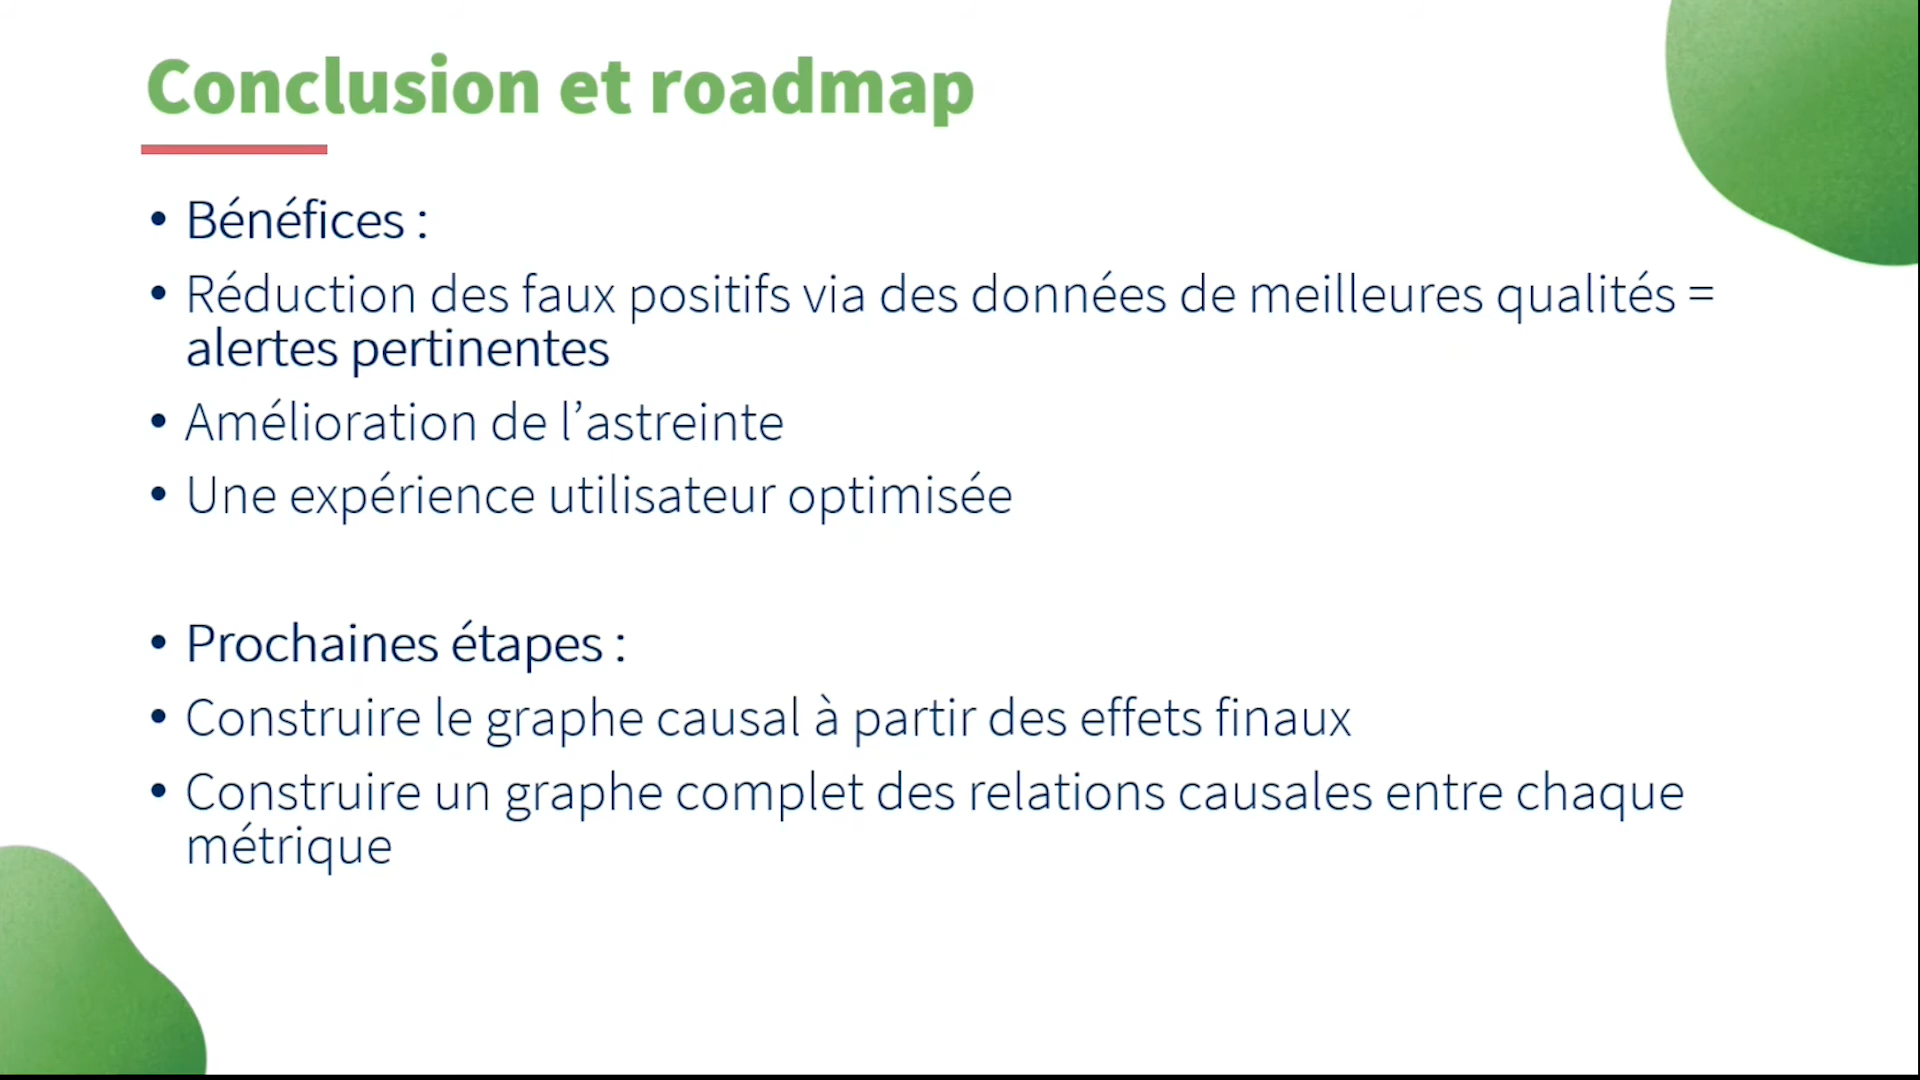 Conclusion et roadmap
• Bénéfices :
• Réduction des faux positifs via des données de meilleures qualités =
alertes pertinentes
• Amélioration de l’astreinte
• Une expérience utilisateur optimisée
• Prochaines étapes :
• Construire le graphe causal à partir des effets finaux
• Construire un graphe complet des relations causales entre chaque
métrique